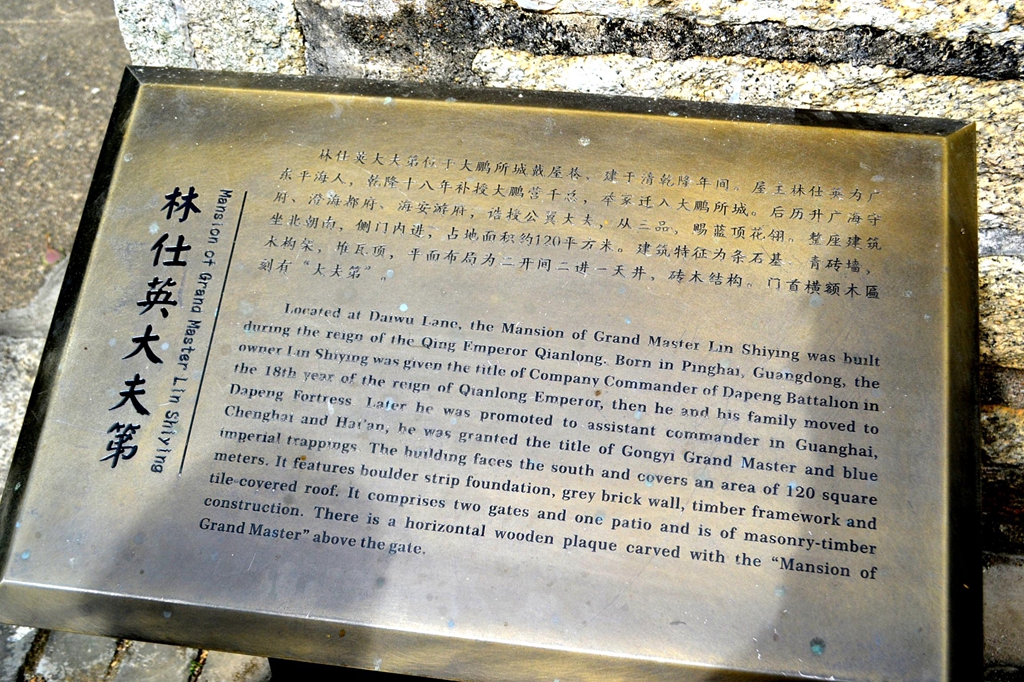 林仕英大夫第
Mansion of Grand Master Lin Shiying
林仕英大夫第位于大鹏所城戴屋巷。建于清乾隆年间。屋主林仕英为广
东平海人，乾隆十八年补授大鹏营千总，举家迁入大鹏所城。后历升广海守
府、澄海都府、海安游府，诰授公翼大夫，从三品，赐蓝顶花翎。整座建筑
坐北朝南，侧门内进，占地面积约120平方米。建筑特征为条石基、青砖墙，
木构架，堆瓦顶，平面布局为二开间二进一天井，砖木结构。门首横额木匾
刻有“大夫第”。
Located at Daiwu Lane, the Mansion of Grand Master Lin Shiying was built
during the reign of the Qing Emperor Qianlong. Born in Pinghai, Guangdong, the
owner Lin Shiying was given the title of Company Commander of Dapeng Battalion in
the 18th year of the reign of Qianlong Emperor, then he and his family moved to
Dapeng Fortress. Later he was promoted to assistant commander in Guanghai,
Chenghai and Hai'an, he was granted the title of Gongyi Grand Master and blue
imperial trappings. The building faces the south and covers an area of 120 square
meters. It features boulder strip foundation, grey brick wall, timber framework and
tile-covered roof. It comprises two gates and one patio and is of masonry-timber
construction. There is a horizontal wooden plaque carved with the “Mansion of
Grand Master” above the gate.